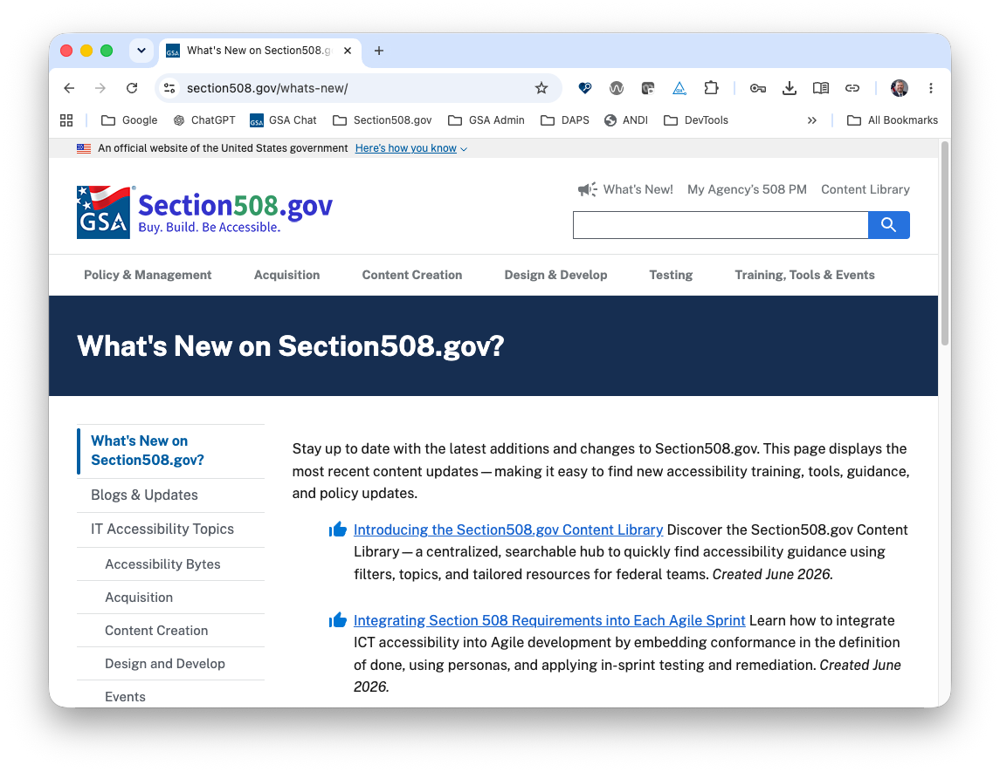 What's New on Section508.g
section508.gov/whats-new/
Google ChatGPT GSA Chat Section508.gov GSA Admin DAPS ANDI DevTools All Bookmarks
An official website of the United States government Here's how you know
GSA
Section508.gov
Buy. Build. Be Accessible.
What's New! My Agency's 508 PM Content Library
Policy & Management Acquisition Content Creation Design & Develop Testing Training, Tools & Events
What's New on Section508.gov?
What's New on
Section508.gov?
Blogs & Updates
IT Accessibility Topics
Accessibility Bytes
Acquisition
Content Creation
Design and Develop
Events
Stay up to date with the latest additions and changes to Section508.gov. This page displays the
most recent content updates—making it easy to find new accessibility training, tools, guidance,
and policy updates.
Introducing the Section508.gov Content Library Discover the Section508.gov Content
Library—a centralized, searchable hub to quickly find accessibility guidance using
filters, topics, and tailored resources for federal teams. Created June 2026.
Integrating Section 508 Requirements into Each Agile Sprint Learn how to integrate
ICT accessibility into Agile development by embedding conformance in the definition
of done, using personas, and applying in-sprint testing and remediation. Created June
2026.